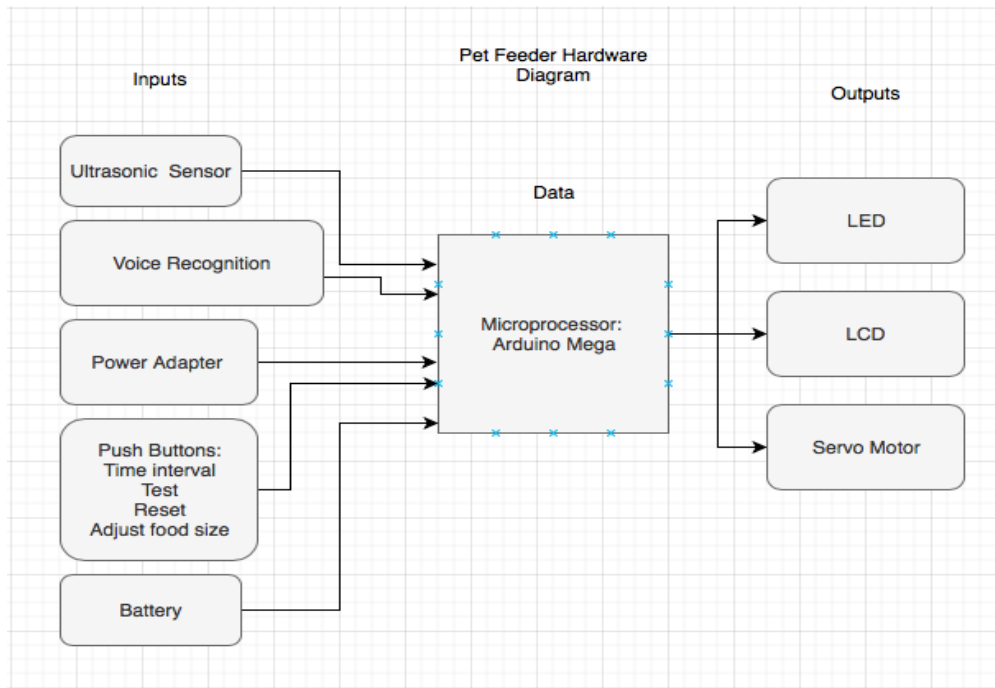 Pet Feeder Hardware
Diagram
Inputs
Outputs
Data
Ultrasonic  Sensor
Voice Recognition
Power Adapter
Push Buttons:
Time interval
Test
Reset
Adjust food size
Battery
Microprocessor:
Arduino Mega
LED
LCD
Servo Motor